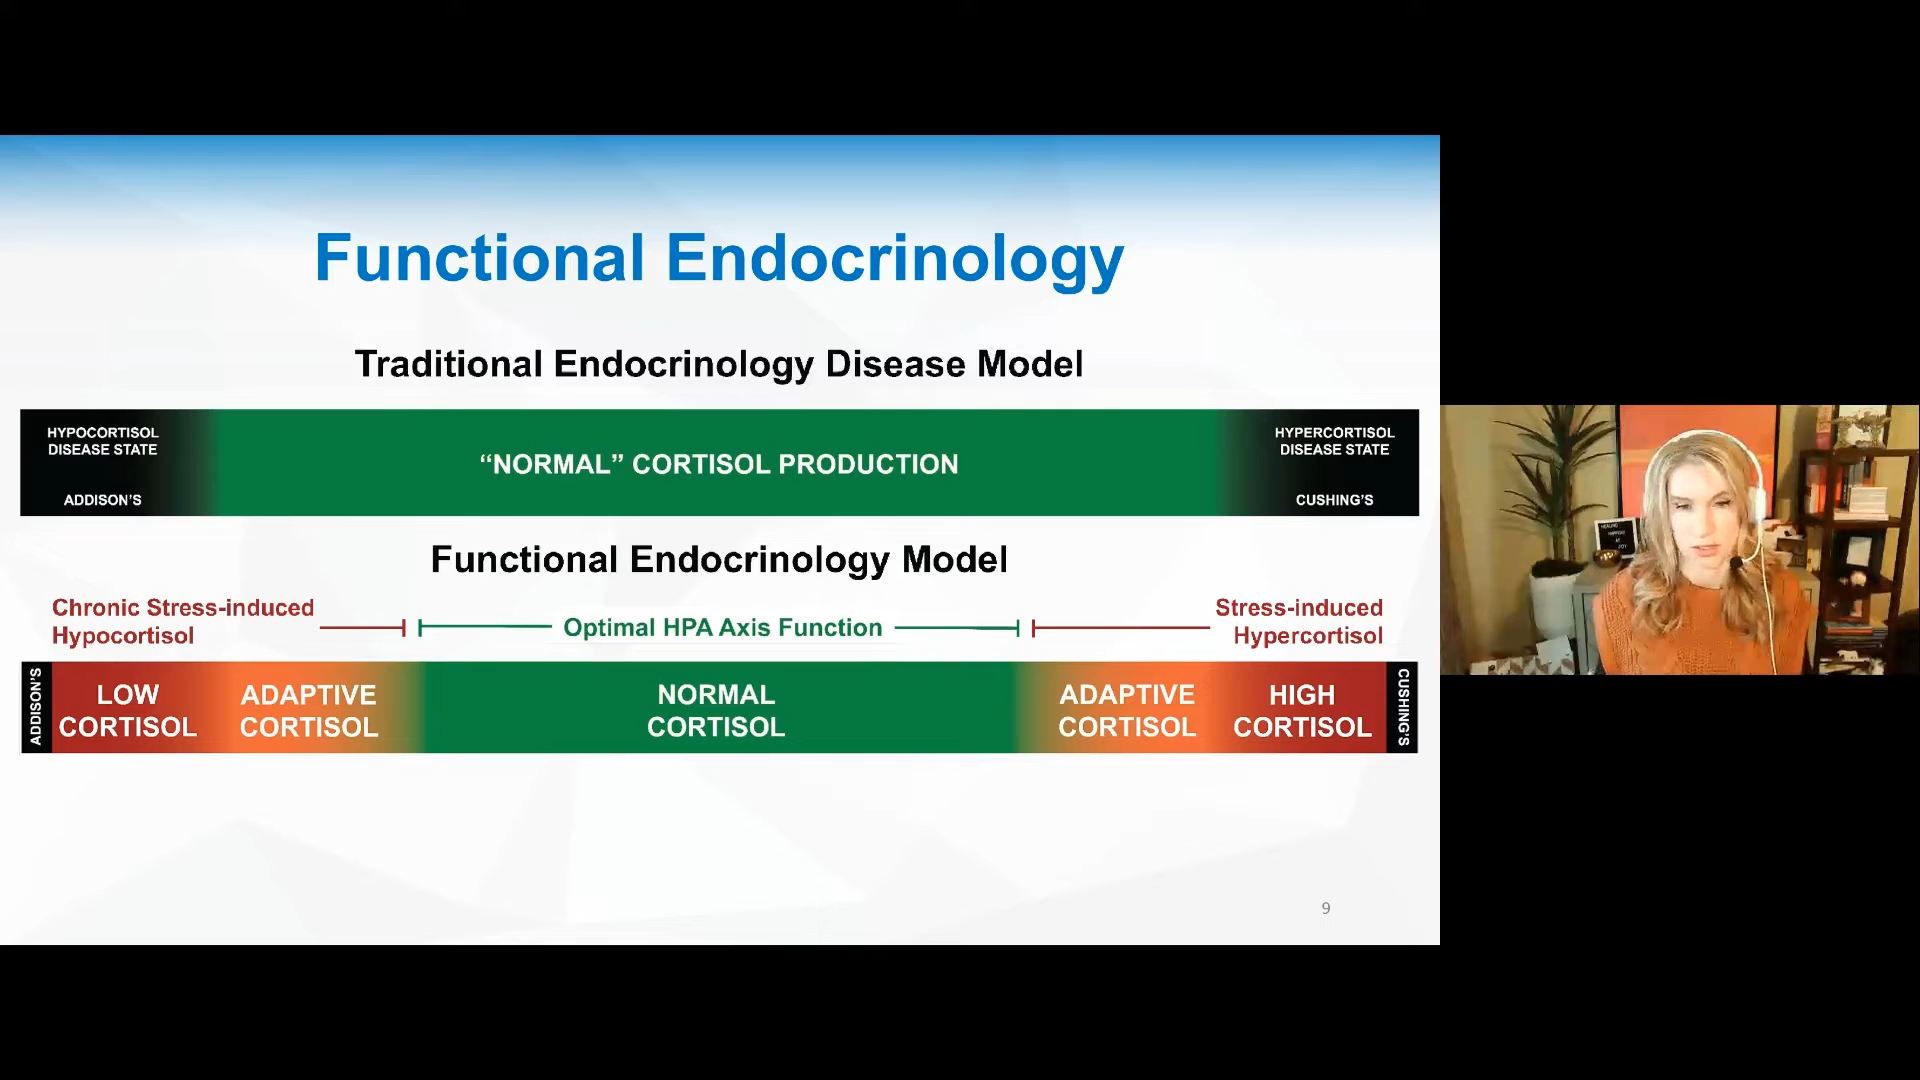 Functional Endocrinology
Traditional Endocrinology Disease Model
HYPOCORTISOL
DISEASE STATE
ADDISON’S
“NORMAL” CORTISOL PRODUCTION
HYPERCORTISOL
DISEASE STATE
CUSHING’S
Functional Endocrinology Model
Chronic Stress-induced
Hypocortisol
Optimal HPA Axis Function
Stress-induced
Hypercortisol
ADDISON’S
LOW
CORTISOL
ADAPTIVE
CORTISOL
NORMAL
CORTISOL
ADAPTIVE
CORTISOL
HIGH
CORTISOL
CUSHING’S
9